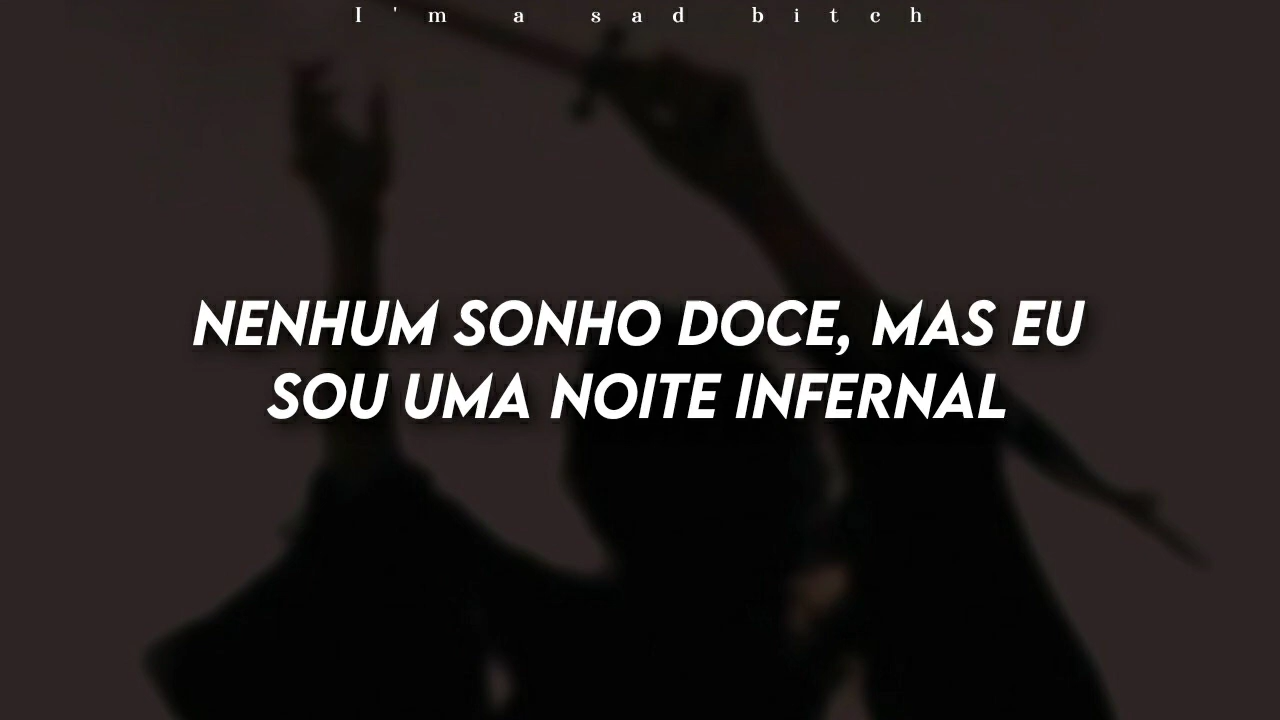 I'm a sad bitch
NENHUM SONHO DOCE, MAS EU
SOU UMA NOITE INFERNAL